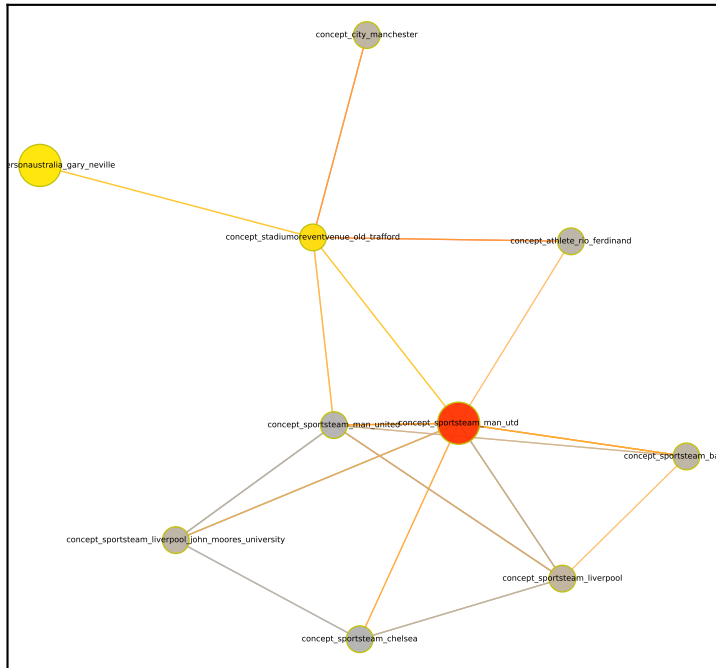 concept_city_manchester
ersonaustralia_gary_neville
concept_stadiumoreventvenue_old_trafford
concept_athlete_rio_ferdinand
concept_sportsteam_man_united
concept_sportsteam_man_utd
concept_sportsteam_ba
concept_sportsteam_liverpool_john_moores_university
concept_sportsteam_liverpool
concept_sportsteam_chelsea